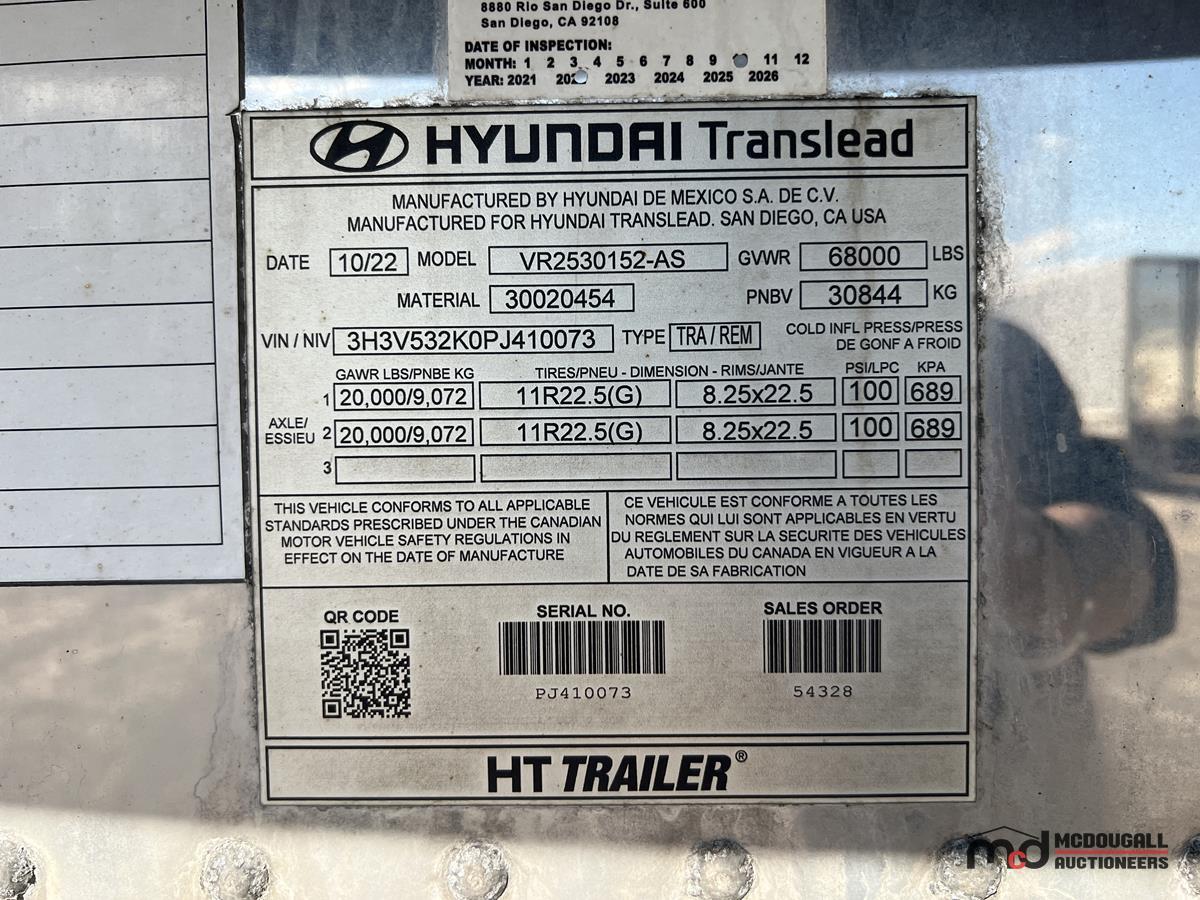 8880 Rio San Diego Dr., Suite 600
San Diego, CA 92108
DATE OF INSPECTION:
MONTH: 1 2 3 4 5 6 7 8 9 11 12
YEAR: 2021 202 2023 2024 2025 2026
HYUNDAI Translead
MANUFACTURED BY HYUNDAI DE MEXICO S.A. DE C.V.
MANUFACTURED FOR HYUNDAI TRANSLEAD. SAN DIEGO, CA USA
DATE 10/22 MODEL VR2530152-AS GVWR 68000 LBS
MATERIAL 30020454 PNBV 30844 KG
VIN / NIV 3H3V532K0PJ410073 TYPE TRA / REM COLD INFL PRESS/PRESS
DE GONF A FROID
GAWR LBS/PNBE KG TIRES/PNEU - DIMENSION - RIMS/JANTE PSI/LPC KPA
1 20,000/9,072 11R22.5(G) 8.25x22.5 100 689
AXLE/
ESSIEU 2 20,000/9,072 11R22.5(G) 8.25x22.5 100 689
3
THIS VEHICLE CONFORMS TO ALL APPLICABLE
STANDARDS PRESCRIBED UNDER THE CANADIAN
MOTOR VEHICLE SAFETY REGULATIONS IN
EFFECT ON THE DATE OF MANUFACTURE
CE VEHICULE EST CONFORME A TOUTES LES
NORMES QUI LUI SONT APPLICABLES EN VERTU
DU REGLEMENT SUR LA SECURITE DES VEHICULES
AUTOMOBILES DU CANADA EN VIGUEUR A LA
DATE DE SA FABRICATION
QR CODE
SERIAL NO.
PJ410073
SALES ORDER
54328
HT TRAILER®
mcd MCDOUGALL
AUCTIONEERS